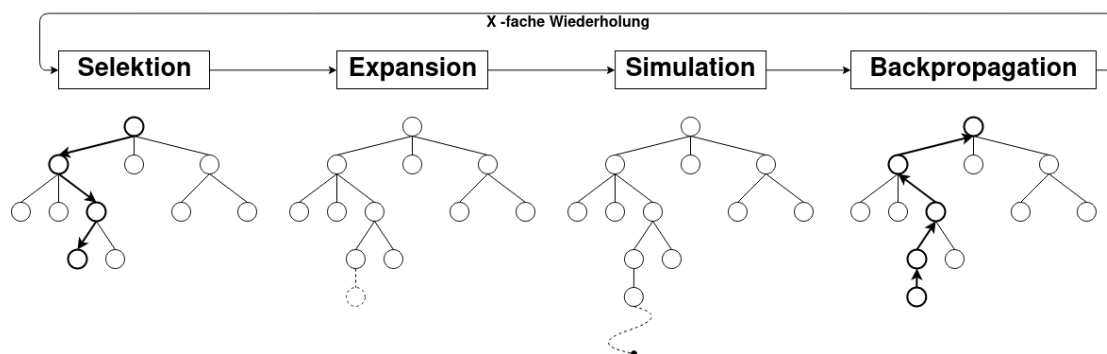 X -fache Wiederholung
Selektion
Expansion
Simulation
Backpropagation